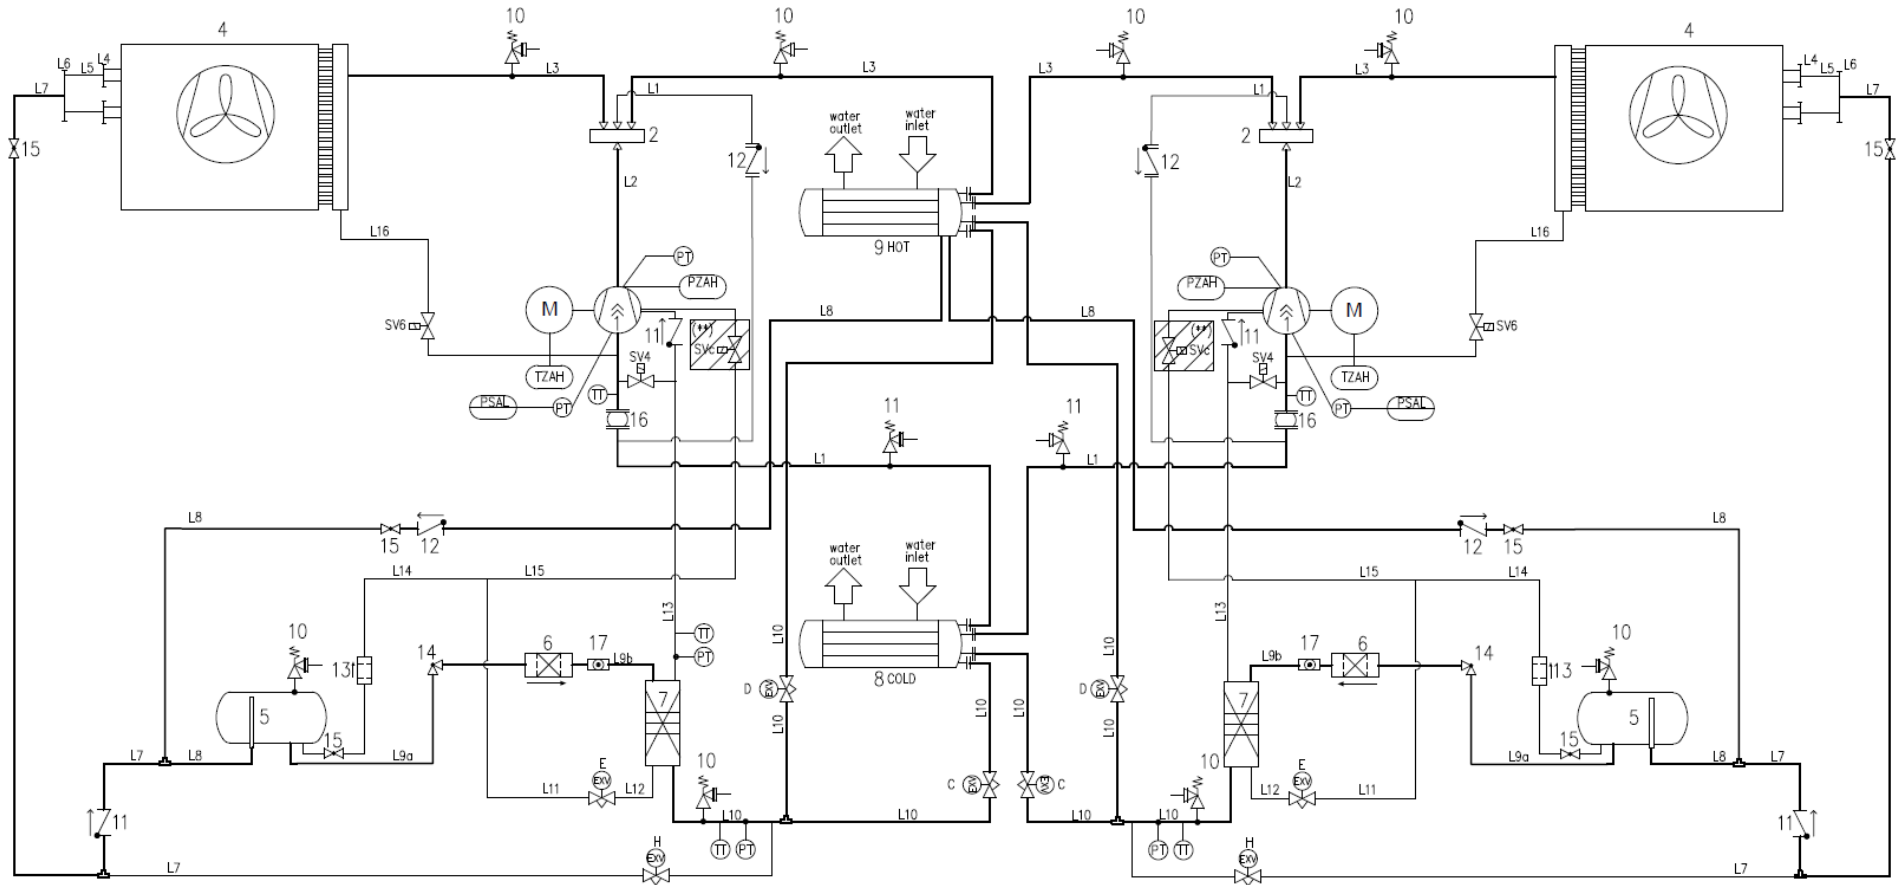 10
10
10
10
4
4
L6
L5
L4
L3
L3
L3
L3
L4
L5
L6
L7
L1
L1
L7
water
outlet
water
inlet
2
2
15
12
12
15
L2
L2
9 HOT
L16
L16
PT
PT
PZAH
PZAH
M
M
SV6
11
(**)
SVc
L8
L8
(**)
SVc
11
SV6
SV4
SV4
TZAH
TZAH
TT
TT
PSAL
PT
PT
PSAL
16
16
11
11
L1
L1
L8
L8
15
12
12
15
water
outlet
water
inlet
L14
L15
L15
L14
L13
L13
10
13
14
6
17
L9b
TT
PT
L10
L10
L9b
17
6
14
13
10
8 COLD
5
7
D
EXV
D
EXV
7
5
15
L10
L10
L10
L10
15
L7
L8
L9a
L9a
L8
L7
E
EXV
10
C
EXV
EXV
C
10
E
EXV
L11
L12
L12
L11
11
L10
L10
L10
L10
11
TT
PT
PT
TT
H
EXV
H
EXV
L7
L7